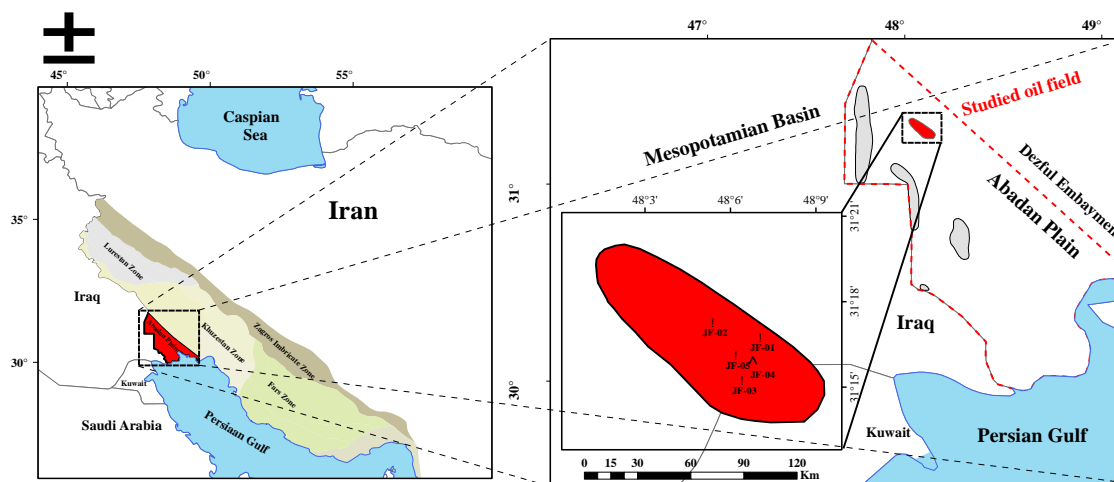 ±
45°
50°
55°
35°
30°
Caspian
Sea
Iran
Lurestan Zone
Iraq
Abadan Plain
Khuzestan Zone
Zagros Imbricate Zone
Fars Zone
Kuwait
Saudi Arabia
Persiaan Gulf
47°
48°
49°
31°
30°
Mesopotamian Basin
Studied oil field
Dezful Embayment
Abadan Plain
Iraq
Kuwait
Persian Gulf
48°3'
48°6'
48°9'
31°21
31°18'
31°15'
JF-02
JF-01
JF-05
JF-04
JF-03
0 15 30 60 90 120
Km